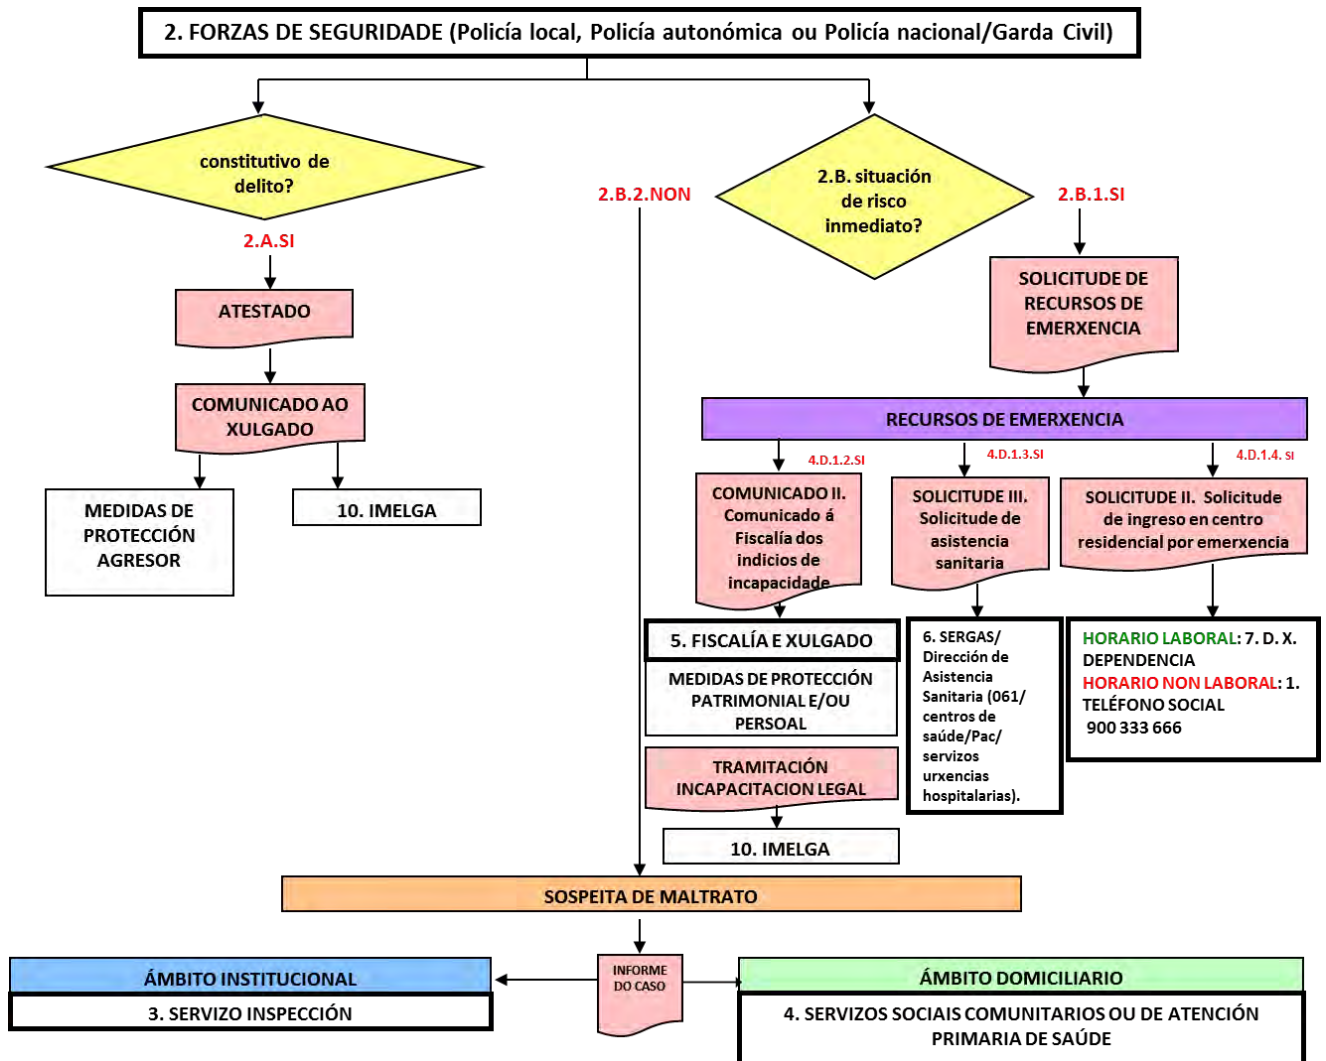 2. FORZAS DE SEGURIDADE (Policía local, Policía autonómica ou Policía nacional/Garda Civil)
constitutivo de
delito?
2.A.SI
ATESTADO
COMUNICADO AO
XULGADO
MEDIDAS DE
PROTECCIÓN
AGRESOR
10. IMELGA
2.B.2.NON
2.B. situación
de risco
inmediato?
2.B.1.SI
SOLICITUDE DE
RECURSOS DE
EMERXENCIA
RECURSOS DE EMERXENCIA
4.D.1.2.SI
COMUNICADO II.
Comunicado á
Fiscalía dos
indicios de
incapacidade
5. FISCALÍA E XULGADO
MEDIDAS DE PROTECCIÓN
PATRIMONIAL E/OU
PERSOAL
TRAMITACIÓN
INCAPACITACION LEGAL
10. IMELGA
4.D.1.3.SI
SOLICITUDE III.
Solicitude de
asistencia
sanitaria
6. SERGAS/
Dirección de
Asistencia
Sanitaria (061/
centros de
saúde/Pac/
servizos
urxencias
hospitalarias).
4.D.1.4. SI
SOLICITUDE II. Solicitude
de ingreso en centro
residencial por emerxencia
HORARIO LABORAL: 7. D. X.
DEPENDENCIA
HORARIO NON LABORAL: 1.
TELÉFONO SOCIAL
900 333 666
SOSPEITA DE MALTRATO
INFORME
DO CASO
ÁMBITO INSTITUCIONAL
3. SERVIZO INSPECCIÓN
ÁMBITO DOMICILIARIO
4. SERVIZOS SOCIAIS COMUNITARIOS OU DE ATENCIÓN
PRIMARIA DE SAÚDE